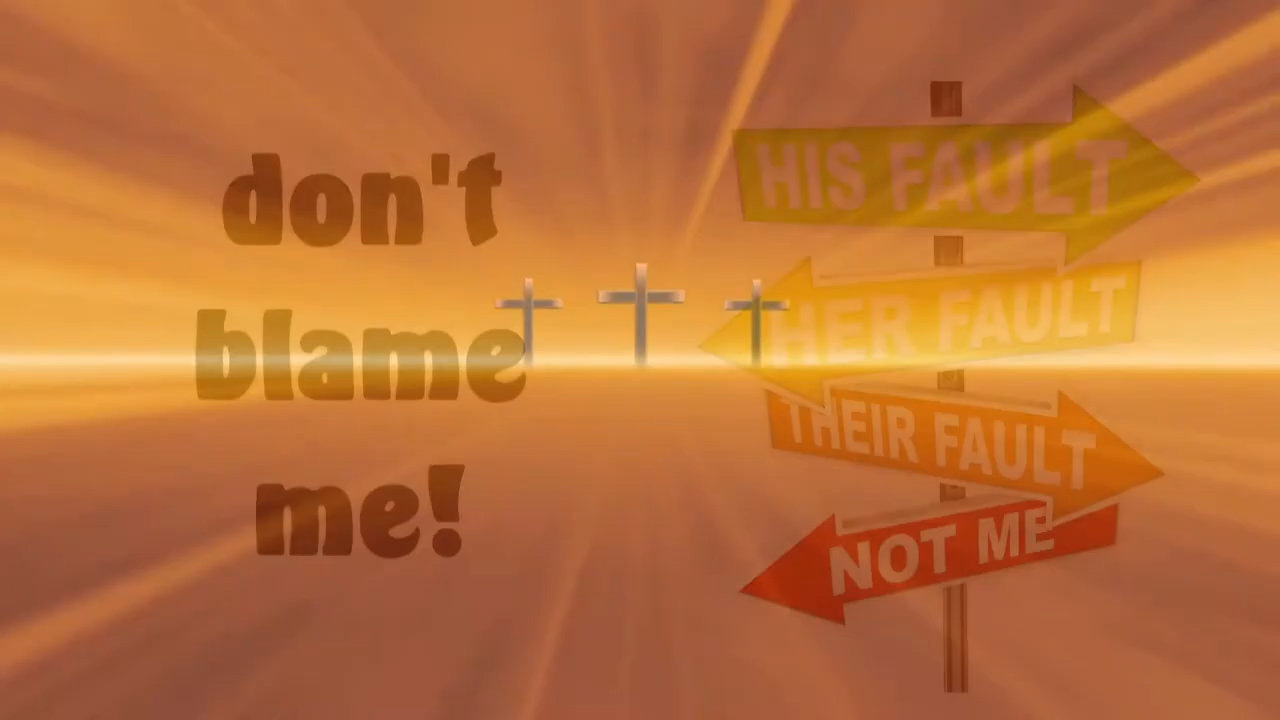 don't
blame
me!
HIS FAULT
HER FAULT
THEIR FAULT
NOT ME